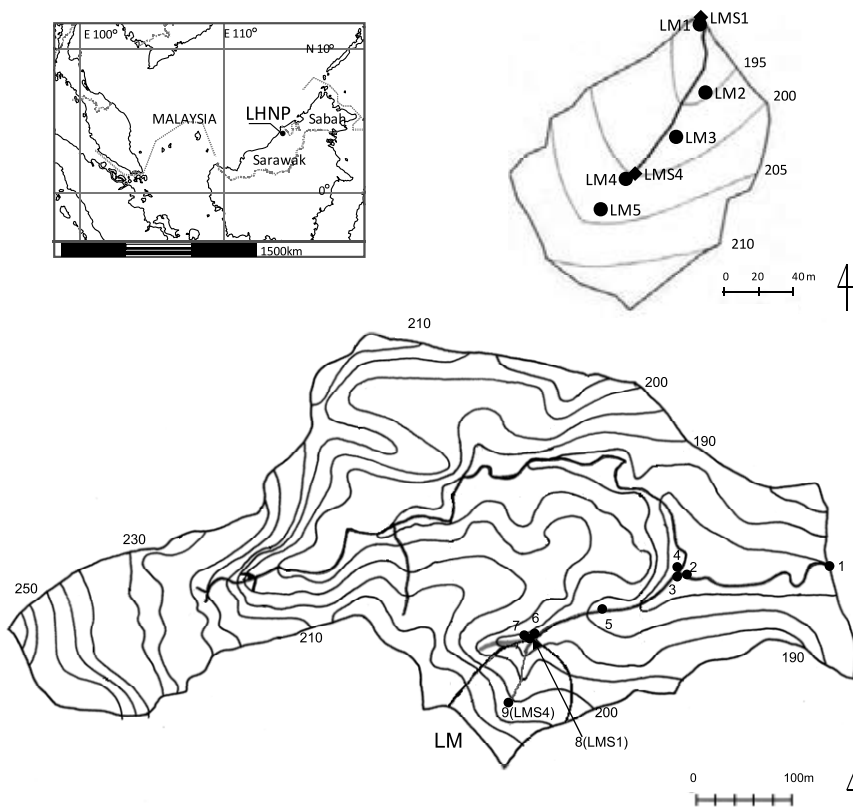 E 100°
E 110°
N 10°
MALAYSIA
LHNP
Sabah
Sarawak
0°
1500km
LM1
LMS1
195
LM2
200
LM3
LM4
LMS4
205
LM5
210
0 20 40 m
210
200
190
230
250
4
2
1
3
5
6
7
210
190
9(LMS4)
200
LM
8(LMS1)
0 100m